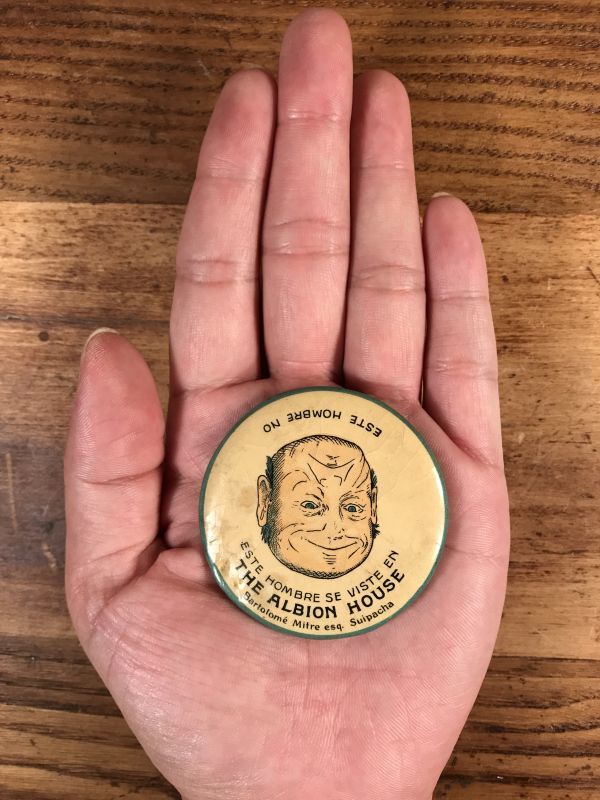 ESTE HOMBRE NO
ESTE HOMBRE SE VISTE EN
THE ALBION HOUSE
Bartolomé Mitre esq. Suipacha